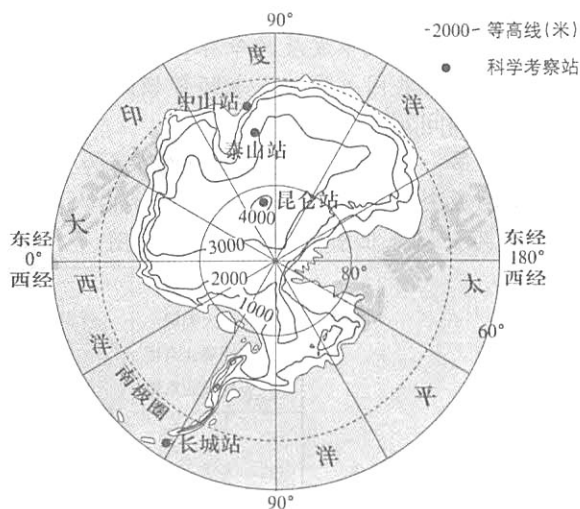 90°
-2000- 等高线(米)
● 科学考察站
印 度 洋
中山站
泰山站
昆仑站
4000
3000
2000
1000
80°
60°
东经
0°
西经
东经
180°
西经
大西洋
太平洋
南极圈
长城站
90°